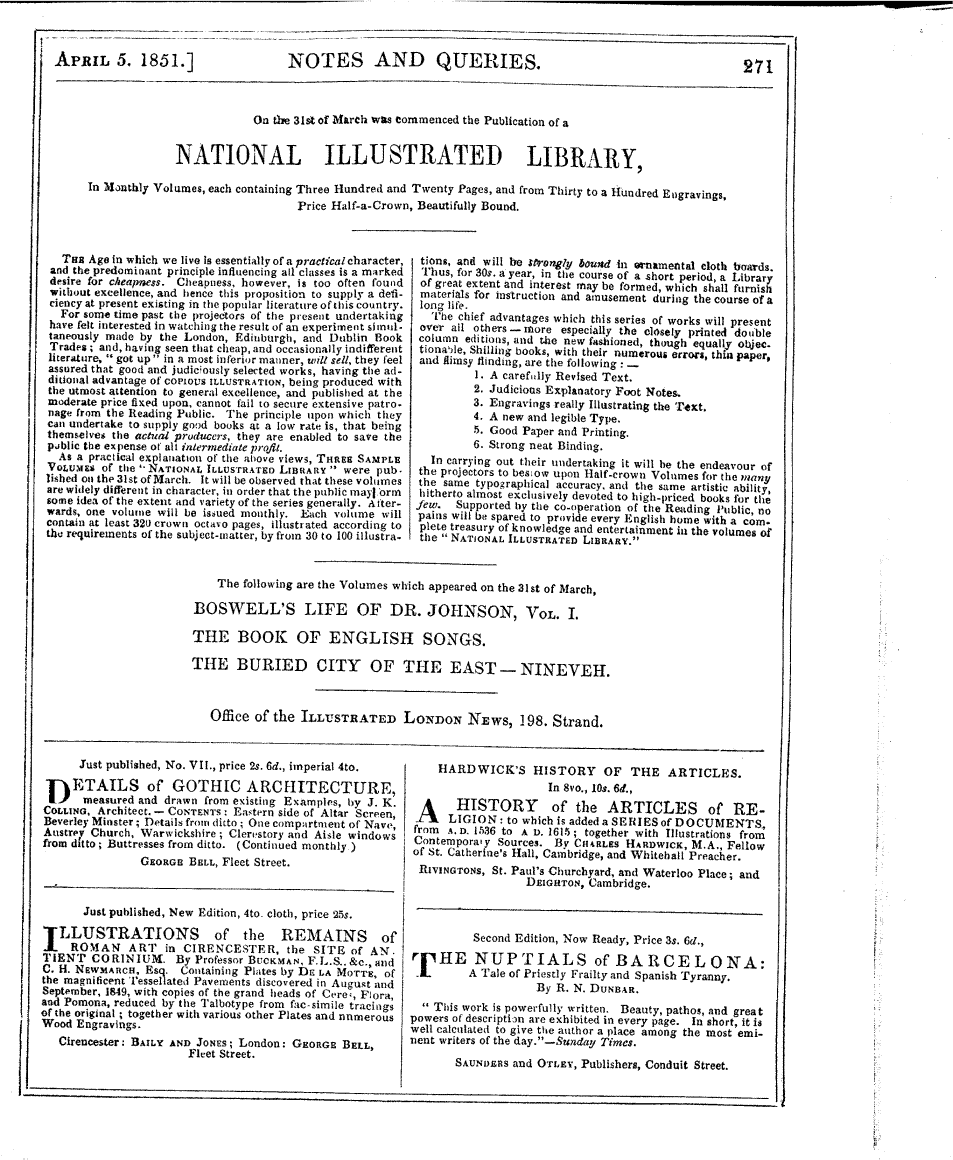 APRIL 5. 1851.] NOTES AND QUERIES. 271
On the 31st of March was commenced the Publication of a
NATIONAL ILLUSTRATED LIBRARY,
In Monthly Volumes, each containing Three Hundred and Twenty Pages, and from Thirty to a Hundred Engravings,
Price Half-a-Crown, Beautifully Bound.
THE Age in which we live is essentially of a practical character,
and the predominant principle influencing all classes is a marked
desire for cheapness. Cheapness, however, is too often found
without excellence, and hence this proposition to supply a defi-
ciency at present existing in the popular literature of this country.
For some time past the projectors of the present undertaking
have felt interested in watching the result of an experiment simul-
taneously made by the London, Edinburgh, and Dublin Book
Trades; and, having seen that cheap, and occasionally indifferent
literature, "got up" in a most inferior manner, will sell, they feel
assured that good and judiciously selected works, having the ad-
ditional advantage of COPIOUS ILLUSTRATION, being produced with
the utmost attention to general excellence, and published at the
moderate price fixed upon, cannot fail to secure extensive patro-
nage from the Reading Public. The principle upon which they
can undertake to supply good books at a low rate is, that being
themselves the actual producers, they are enabled to save the
public the expense of all intermediate profit.
As a practical explanation of the above views, THREE SAMPLE
VOLUMES of the "NATIONAL ILLUSTRATED LIBRARY" were pub-
lished on the 31st of March. It will be observed that these volumes
are widely different in character, in order that the public may form
some idea of the extent and variety of the series generally. After-
wards, one volume will be issued monthly. Each volume will
contain at least 320 crown octavo pages, illustrated according to
the requirements of the subject-matter, by from 30 to 100 illustra-
tions, and will be strongly bound in ornamental cloth boards.
Thus, for 30s. a year, in the course of a short period, a Library
of great extent and interest may be formed, which shall furnish
materials for instruction and amusement during the course of a
long life.
The chief advantages which this series of works will present
over all others — more especially the closely printed double
column editions, and the new fashioned, though equally objec-
tionable, Shilling books, with their numerous errors, thin paper,
and flimsy flinding, are the following : —
1. A carefully Revised Text.
2. Judicious Explanatory Foot Notes.
3. Engravings really Illustrating the Text.
4. A new and legible Type.
5. Good Paper and Printing.
6. Strong neat Binding.
In carrying out their undertaking it will be the endeavour of
the projectors to bestow upon Half-crown Volumes for the many
the same typographical accuracy, and the same artistic ability,
hitherto almost exclusively devoted to high-priced books for the
few. Supported by the co-operation of the Reading Public, no
pains will be spared to provide every English home with a com-
plete treasury of knowledge and entertainment in the volumes of
the "NATIONAL ILLUSTRATED LIBRARY."
The following are the Volumes which appeared on the 31st of March,
BOSWELL'S LIFE OF DR. JOHNSON, VOL. I.
THE BOOK OF ENGLISH SONGS.
THE BURIED CITY OF THE EAST — NINEVEH.
Office of the ILLUSTRATED LONDON NEWS, 198. Strand.
Just published, No. VII., price 2s. 6d., imperial 4to.
DETAILS of GOTHIC ARCHITECTURE,
measured and drawn from existing Examples, by J. K.
COLLING, Architect. — CONTENTS: Eastern side of Altar Screen,
Beverley Minster; Details from ditto; One compartment of Nave,
Austrey Church, Warwickshire; Clerestory and Aisle windows
from ditto; Buttresses from ditto. (Continued monthly.)
GEORGE BELL, Fleet Street.
Just published, New Edition, 4to. cloth, price 25s.
ILLUSTRATIONS of the REMAINS of
ROMAN ART in CIRENCESTER, the SITE of AN-
TIENT CORINIUM. By Professor BUCKMAN, F.L.S., &c., and
C. H. NEWMARCH, Esq. Containing Plates by DE LA MOTTE, of
the magnificent Tessellated Pavements discovered in August and
September, 1849, with copies of the grand heads of Ceres, Flora,
and Pomona, reduced by the Talbotype from fac-simile tracings
of the original; together with various other Plates and numerous
Wood Engravings.
Cirencester: BAILY AND JONES; London: GEORGE BELL,
Fleet Street.
HARDWICK'S HISTORY OF THE ARTICLES.
In 8vo., 10s. 6d.,
A HISTORY of the ARTICLES of RE-
LIGION: to which is added a SERIES of DOCUMENTS,
from A.D. 1536 to A D. 1615; together with Illustrations from
Contemporary Sources. By CHARLES HARDWICK, M.A., Fellow
of St. Catherine's Hall, Cambridge, and Whitehall Preacher.
RIVINGTONS, St. Paul's Churchyard, and Waterloo Place; and
DEIGHTON, Cambridge.
Second Edition, Now Ready, Price 3s. 6d.,
THE NUPTIALS of BARCELONA:
A Tale of Priestly Frailty and Spanish Tyranny.
By R. N. DUNBAR.
"This work is powerfully written. Beauty, pathos, and great
powers of description are exhibited in every page. In short, it is
well calculated to give the author a place among the most emi-
nent writers of the day."—Sunday Times.
SAUNDERS and OTLEY, Publishers, Conduit Street.